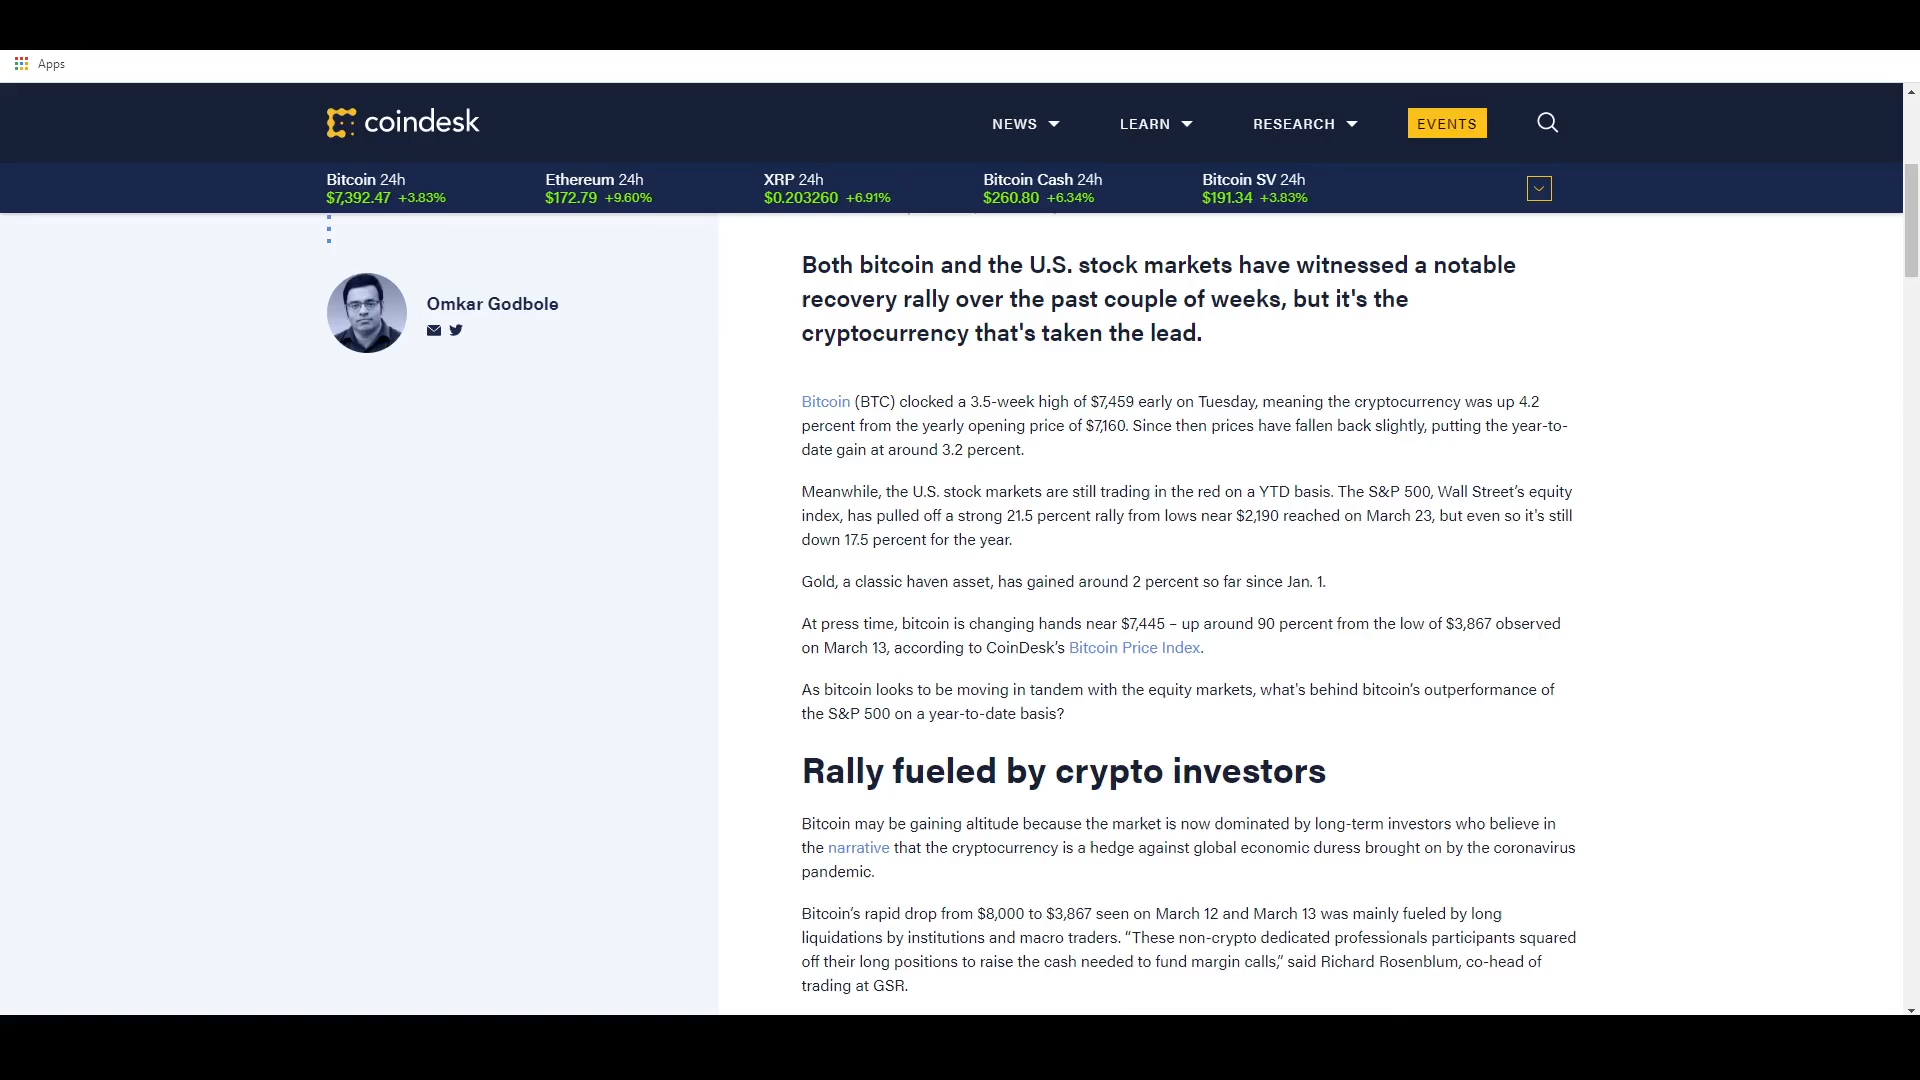 Apps
coindesk
NEWS
LEARN
RESEARCH
EVENTS
Bitcoin 24h
$7,392.47 +3.83%
Ethereum 24h
$172.79 +9.60%
XRP 24h
$0.203260 +6.91%
Bitcoin Cash 24h
$260.80 +6.34%
Bitcoin SV 24h
$191.34 +3.83%
Omkar Godbole
Both bitcoin and the U.S. stock markets have witnessed a notable
recovery rally over the past couple of weeks, but it's the
cryptocurrency that's taken the lead.
Bitcoin (BTC) clocked a 3.5-week high of $7,459 early on Tuesday, meaning the cryptocurrency was up 4.2
percent from the yearly opening price of $7,160. Since then prices have fallen back slightly, putting the year-to-
date gain at around 3.2 percent.
Meanwhile, the U.S. stock markets are still trading in the red on a YTD basis. The S&P 500, Wall Street’s equity
index, has pulled off a strong 21.5 percent rally from lows near $2,190 reached on March 23, but even so it's still
down 17.5 percent for the year.
Gold, a classic haven asset, has gained around 2 percent so far since Jan. 1.
At press time, bitcoin is changing hands near $7,445 – up around 90 percent from the low of $3,867 observed
on March 13, according to CoinDesk’s Bitcoin Price Index.
As bitcoin looks to be moving in tandem with the equity markets, what's behind bitcoin’s outperformance of
the S&P 500 on a year-to-date basis?
Rally fueled by crypto investors
Bitcoin may be gaining altitude because the market is now dominated by long-term investors who believe in
the narrative that the cryptocurrency is a hedge against global economic duress brought on by the coronavirus
pandemic.
Bitcoin’s rapid drop from $8,000 to $3,867 seen on March 12 and March 13 was mainly fueled by long
liquidations by institutions and macro traders. “These non-crypto dedicated professionals participants squared
off their long positions to raise the cash needed to fund margin calls,” said Richard Rosenblum, co-head of
trading at GSR.